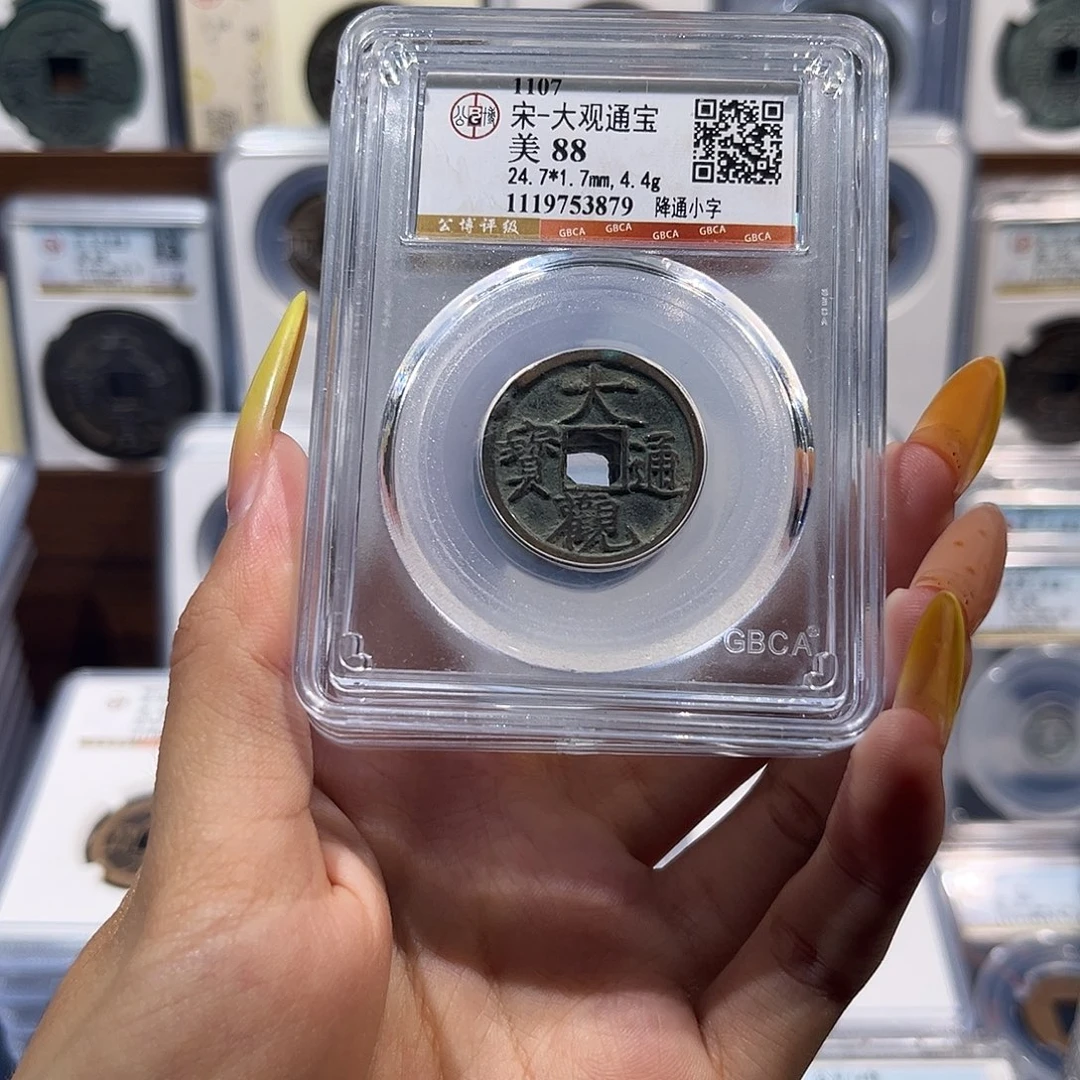 1107
宋-大观通宝
美 88
24.7*1.7mm, 4.4g
1119753879 降通小字
公博评级 GBCA GBCA GBCA GBCA GBCA
大
寶 通
觀
GBCA